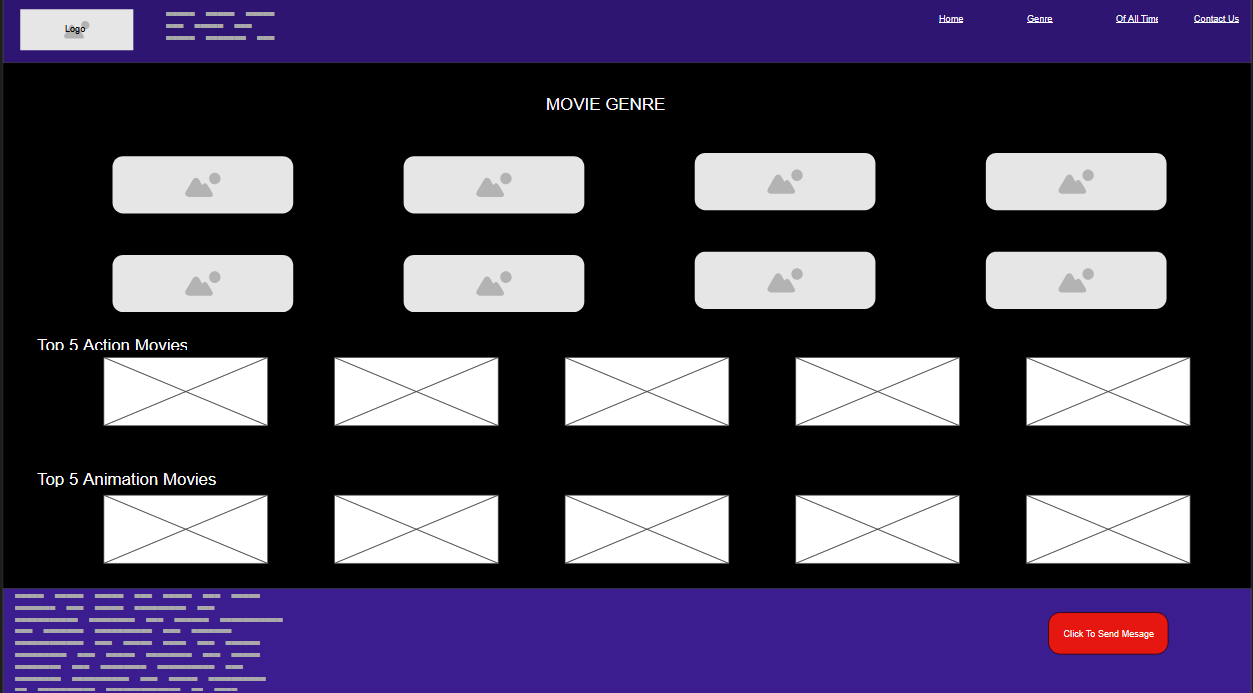 Logo
Home
Genre
Of All Time
Contact Us
MOVIE GENRE
Top 5 Action Movies
Top 5 Animation Movies
Click To Send Mesage